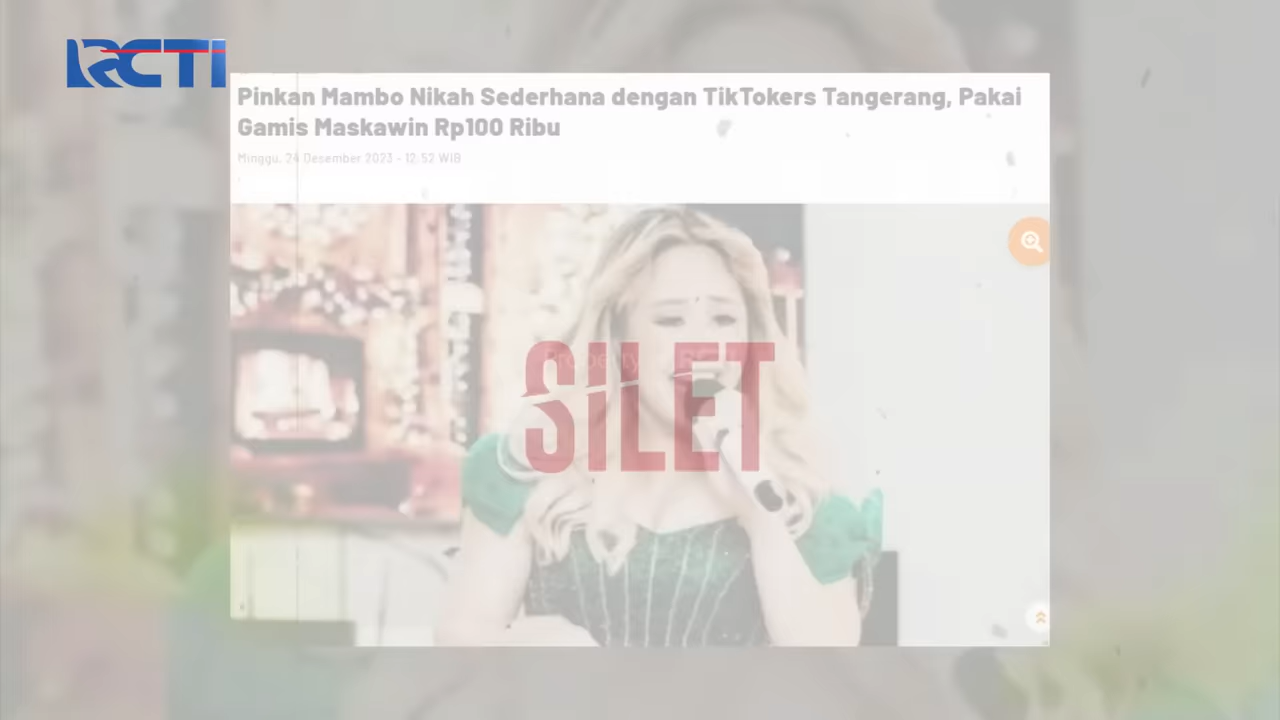 RCTI
Pinkan Mambo Nikah Sederhana dengan TikTokers Tangerang, Pakai
Gamis Maskawin Rp100 Ribu
Minggu, 24 Desember 2023 - 12:52 WIB
Property
SILET